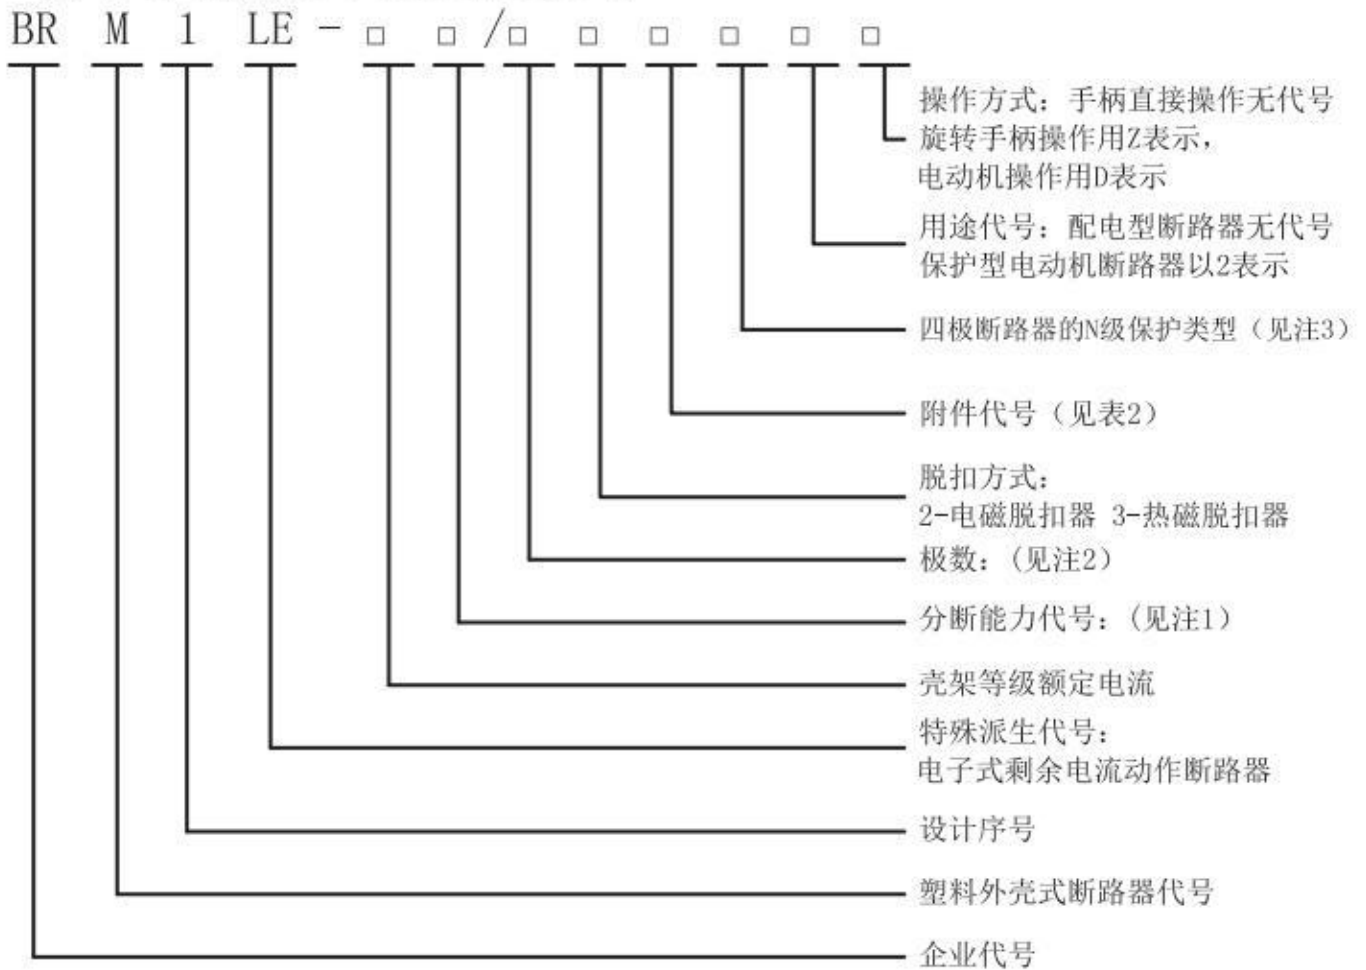 BR M 1 LE-□ □/□ □ □ □ □ □
操作方式：手柄直接操作无代号
旋转手柄操作用Z表示，
电动机操作用D表示
用途代号：配电型断路器无代号
保护型电动机断路器以2表示
四极断路器的N级保护类型（见注3）
附件代号（见表2）
脱扣方式：
2-电磁脱扣器 3-热磁脱扣器
极数：（见注2）
分断能力代号：（见注1）
壳架等级额定电流
特殊派生代号：
电子式剩余电流动作断路器
设计序号
塑料外壳式断路器代号
企业代号